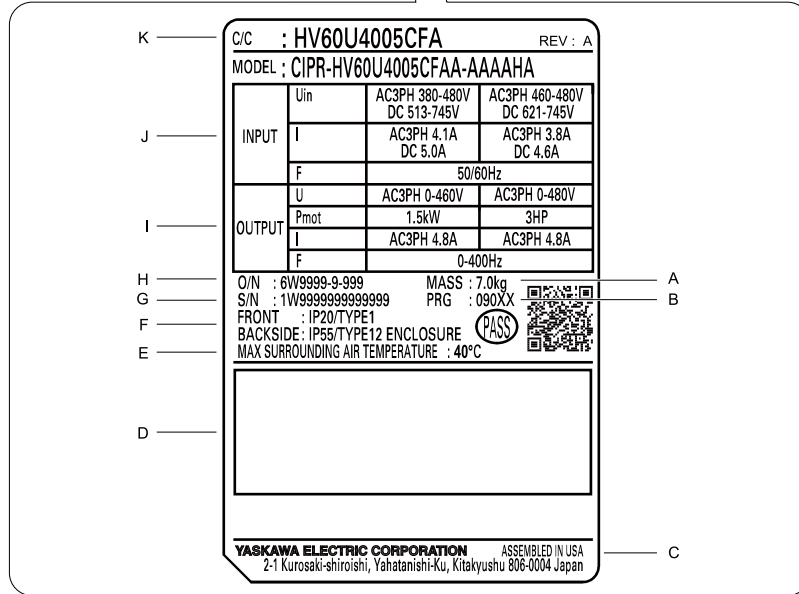 K
C/C : HV60U4005CFA REV : A
MODEL : CIPR-HV60U4005CFAA-AAAAHA
J
INPUT
Uin AC3PH 380-480V DC 513-745V AC3PH 460-480V DC 621-745V
I AC3PH 4.1A DC 5.0A AC3PH 3.8A DC 4.6A
F 50/60Hz
I
OUTPUT
U AC3PH 0-460V AC3PH 0-480V
Pmot 1.5kW 3HP
I AC3PH 4.8A AC3PH 4.8A
F 0-400Hz
H O/N : 6W9999-9-999 MASS : 7.0kg A
G S/N : 1W9999999999999 PRG : 090XX B
F FRONT : IP20/TYPE1
BACKSIDE : IP55/TYPE12 ENCLOSURE PASS
E MAX SURROUNDING AIR TEMPERATURE : 40°C
D
YASKAWA ELECTRIC CORPORATION ASSEMBLED IN USA C
2-1 Kurosaki-shiroishi, Yahatanishi-Ku, Kitakyushu 806-0004 Japan